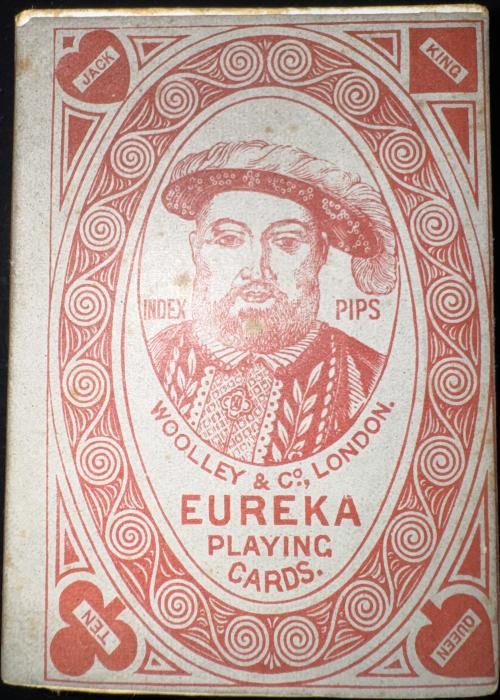 JACK
KING
INDEX PIPS
WOOLLEY & Co., LONDON.
EUREKA
PLAYING
CARDS.
TEN
QUEEN